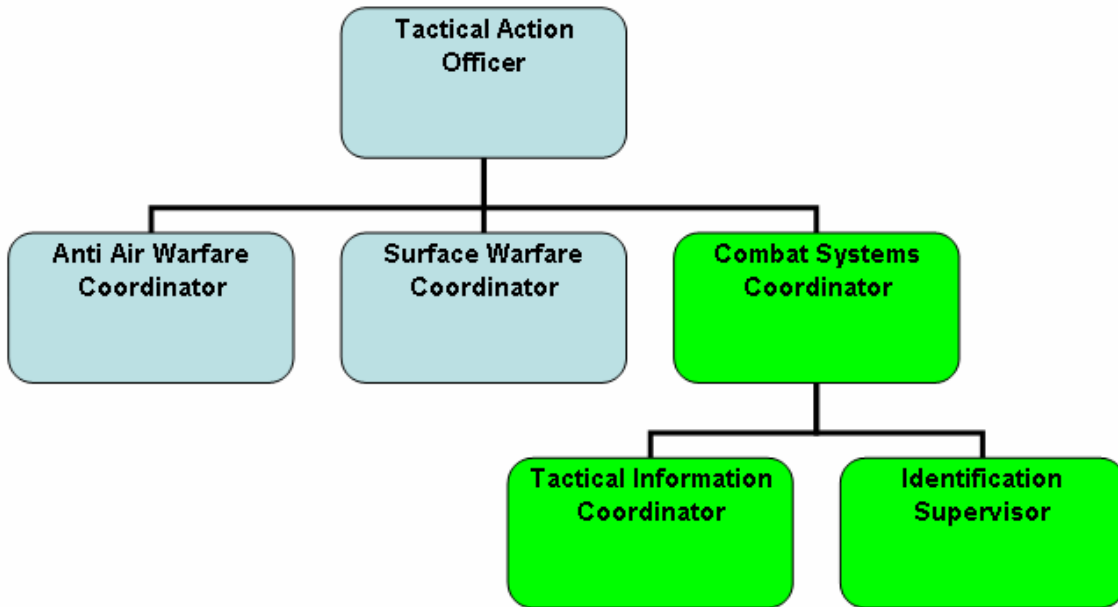 Tactical Action
Officer
Anti Air Warfare
Coordinator
Surface Warfare
Coordinator
Combat Systems
Coordinator
Tactical Information
Coordinator
Identification
Supervisor